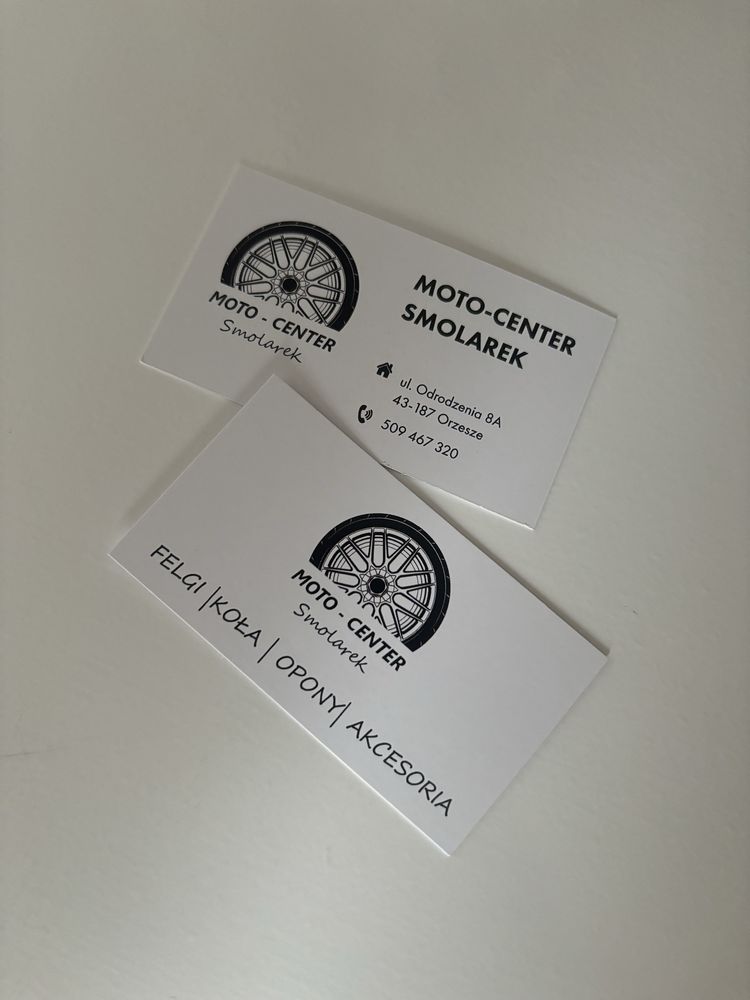 MOTO - CENTER
Smolarek
MOTO-CENTER
SMOLAREK
ul. Odrodzenia 8A
43-187 Orzesze
509 467 320
MOTO - CENTER
Smolarek
FELGI | KOŁA | OPONY | AKCESORIA